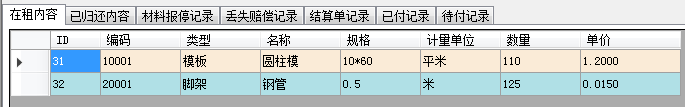 在租内容 已归还内容 材料报停记录 丢失赔偿记录 结算单记录 已付记录 待付记录
ID 编码 类型 名称 规格 计量单位 数量 单价
31 10001 模板 圆柱模 10*60 平米 110 1.2000
32 20001 脚架 钢管 0.5 米 125 0.0150